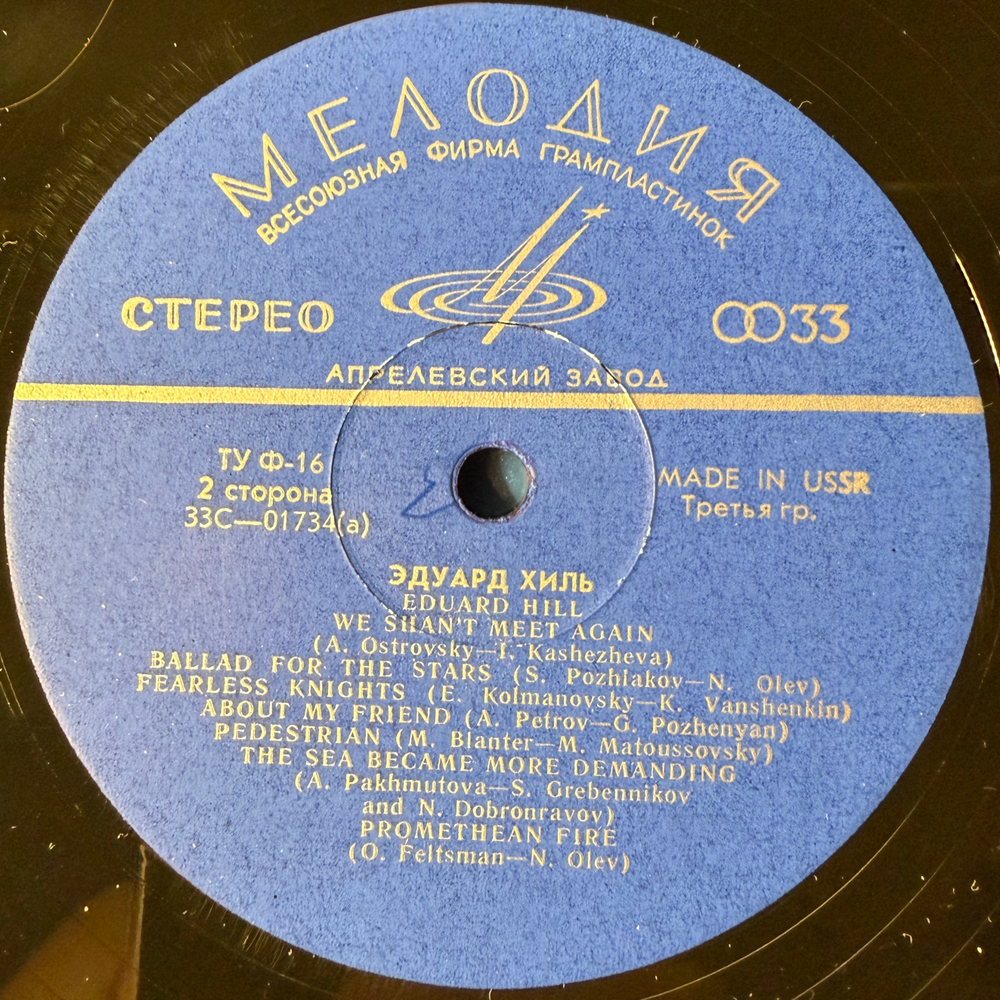 МЕЛОДИЯ
ВСЕСОЮЗНАЯ ФИРМА ГРАМПЛАСТИНОК
СТЕРЕО
33
АПРЕЛЕВСКИЙ ЗАВОД
ТУ Ф-16
2 сторона
33С—01734(а)
MADE IN USSR
Третья гр.
ЭДУАРД ХИЛЬ
EDUARD HILL
WE SHAN'T MEET AGAIN
(A. Ostrovsky—I. Kashezheva)
BALLAD FOR THE STARS (S. Pozhlakov—N. Olev)
FEARLESS KNIGHTS (E. Kolmanovsky—K. Vanshenkin)
ABOUT MY FRIEND (A. Petrov—G. Pozhenyan)
PEDESTRIAN (M. Blanter—M. Matoussovsky)
THE SEA BECAME MORE DEMANDING
(A. Pakhmutova—S. Grebennikov
and N. Dobronravov)
PROMETHEAN FIRE
(O. Feltsman—N. Olev)